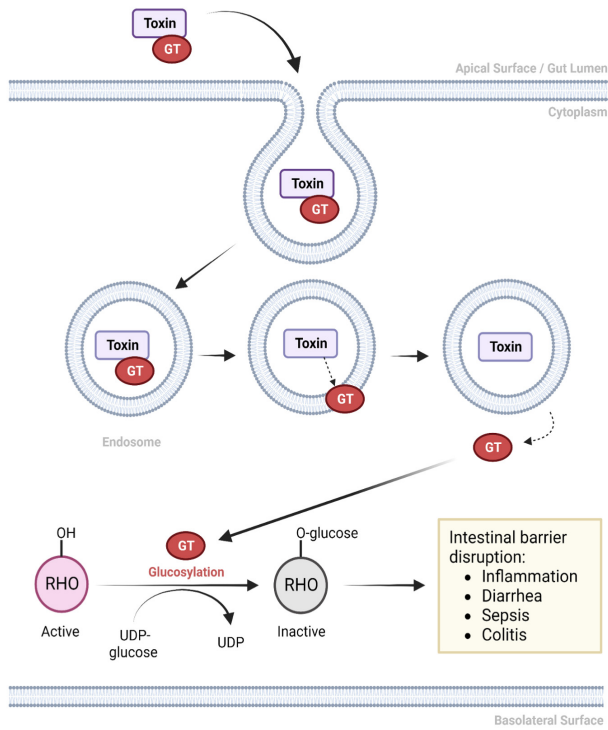 Toxin
GT
Apical Surface / Gut Lumen
Cytoplasm
Toxin
GT
Toxin
GT
Toxin
GT
Toxin
Endosome
GT
OH
RHO
Active
GT
Glucosylation
UDP-
glucose
UDP
O-glucose
RHO
Inactive
Intestinal barrier
disruption:
• Inflammation
• Diarrhea
• Sepsis
• Colitis
Basolateral Surface